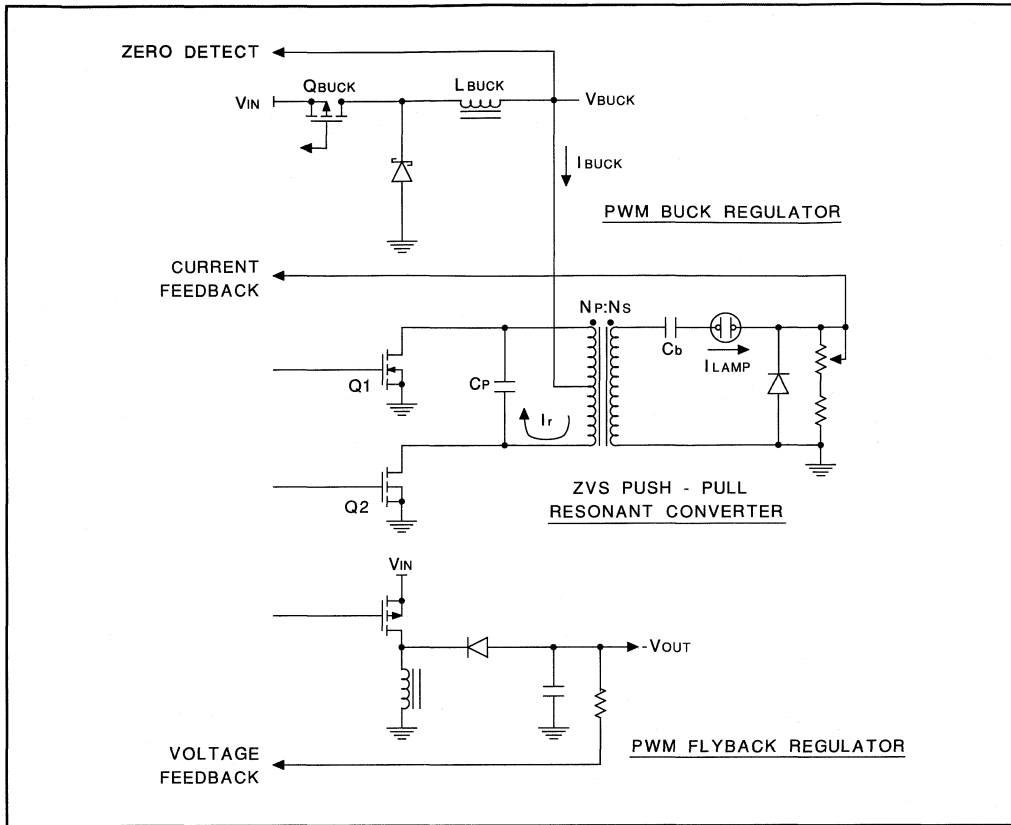 ZERO DETECT
QBUCK
LBUCK
VIN
VBUCK
IBUCK
PWM BUCK REGULATOR
CURRENT
FEEDBACK
NP:NS
Cb
ILAMP
Q1
CP
Ir
Q2
ZVS PUSH - PULL
RESONANT CONVERTER
VIN
-VOUT
VOLTAGE
FEEDBACK
PWM FLYBACK REGULATOR